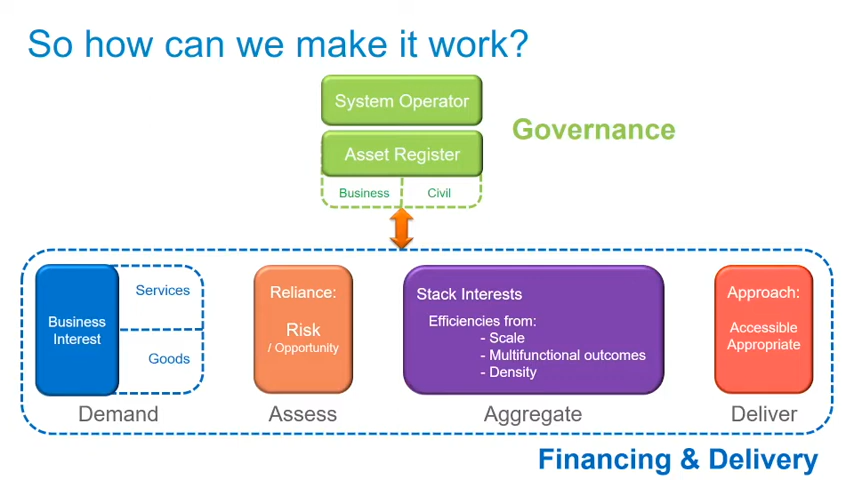 So how can we make it work?
System Operator
Governance
Asset Register
Business
Civil
Business
Interest
Services
Goods
Reliance:
Risk
/ Opportunity
Stack Interests
Efficiencies from:
- Scale
- Multifunctional outcomes
- Density
Approach:
Accessible
Appropriate
Demand
Assess
Aggregate
Deliver
Financing & Delivery